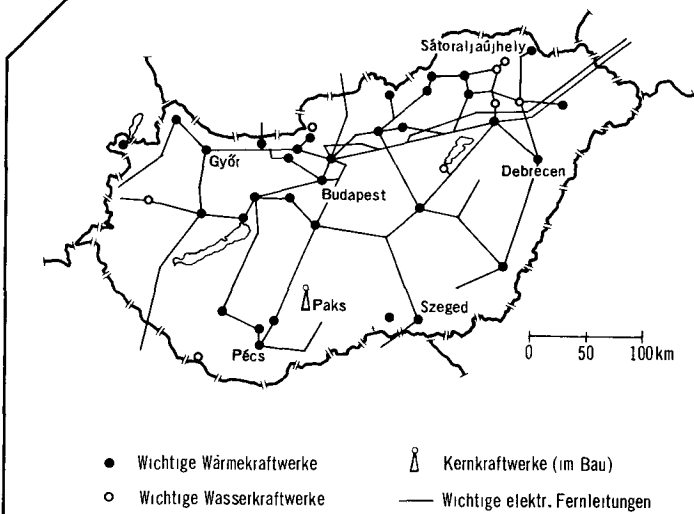 Sátoraljaújhely
Győr
Debrecen
Budapest
Paks
Szeged
Pécs
0 50 100 km
Wichtige Wärmekraftwerke
Kernkraftwerke (im Bau)
Wichtige Wasserkraftwerke
Wichtige elektr. Fernleitungen